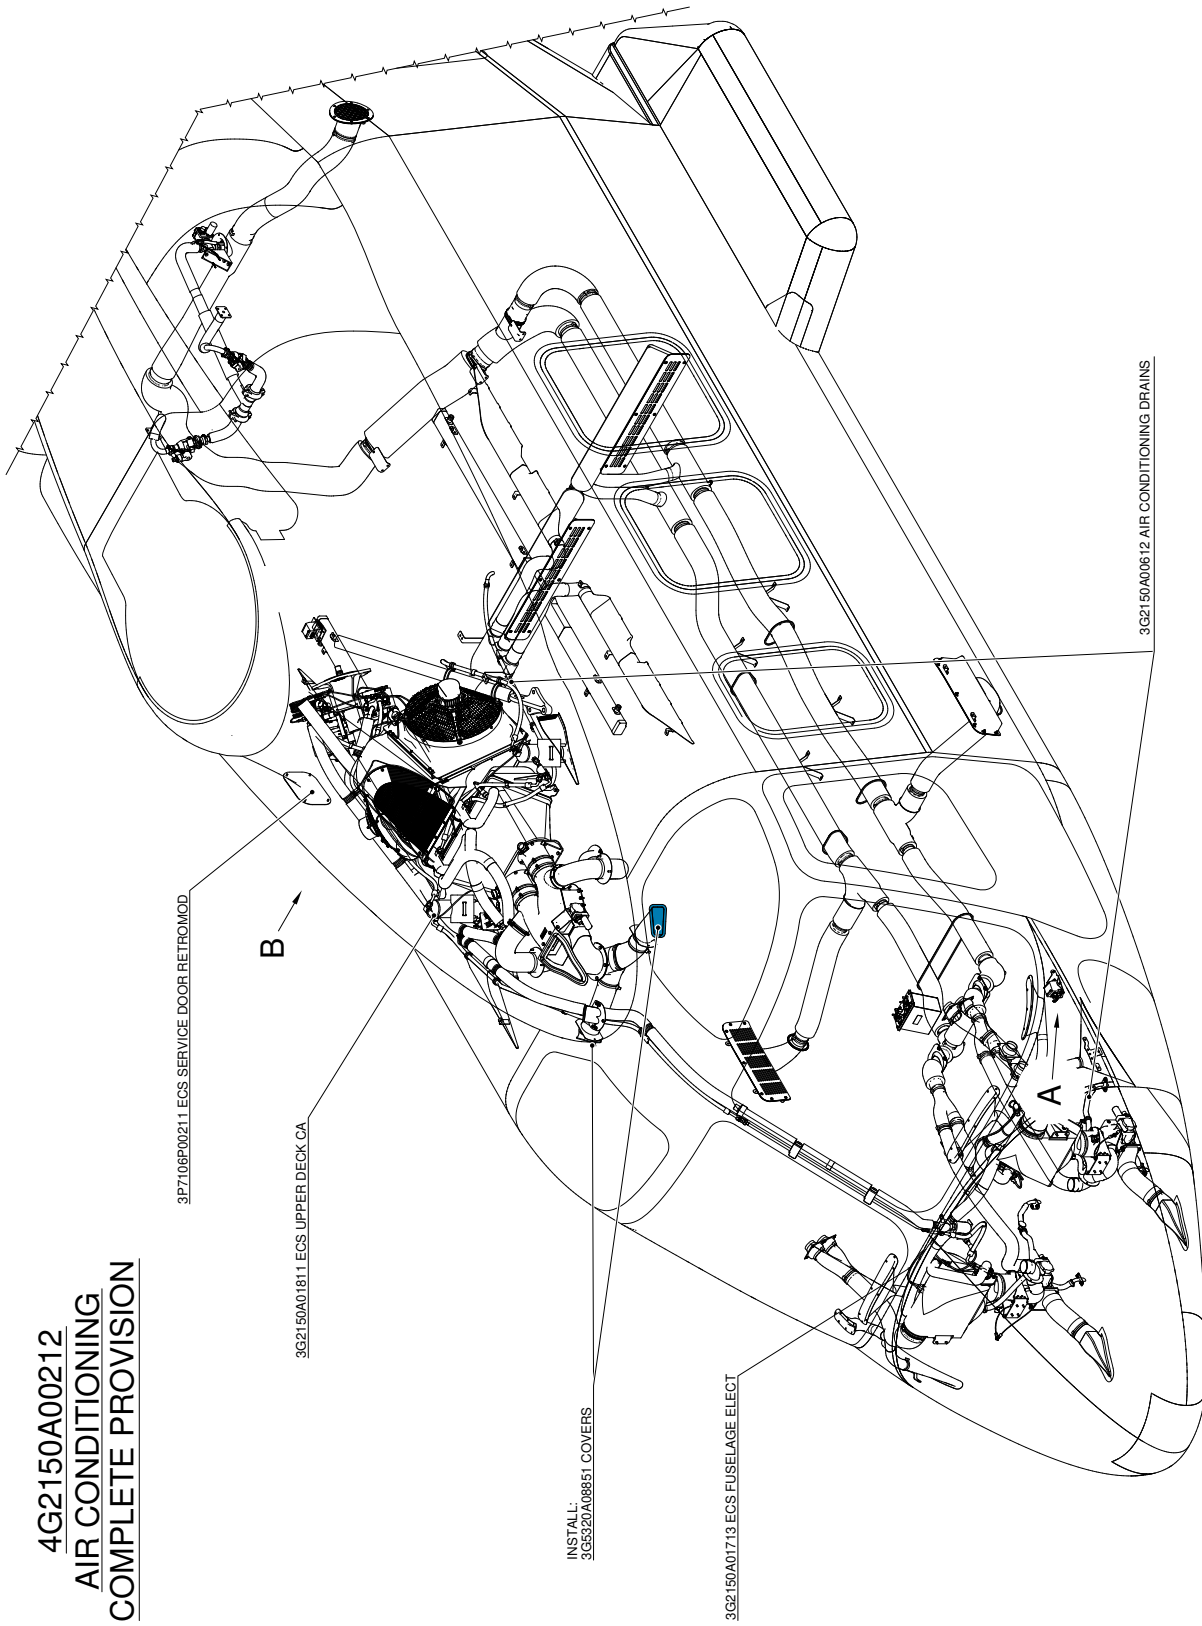 4G2150A00212
AIR CONDITIONING
COMPLETE PROVISION
3P7106P00211 ECS SERVICE DOOR RETROMOD
B
3G2150A01811 ECS UPPER DECK CA
INSTALL:
3G5320A08851 COVERS
3G2150A01713 ECS FUSELAGE ELECT
A
3G2150A00612 AIR CONDITIONING DRAINS